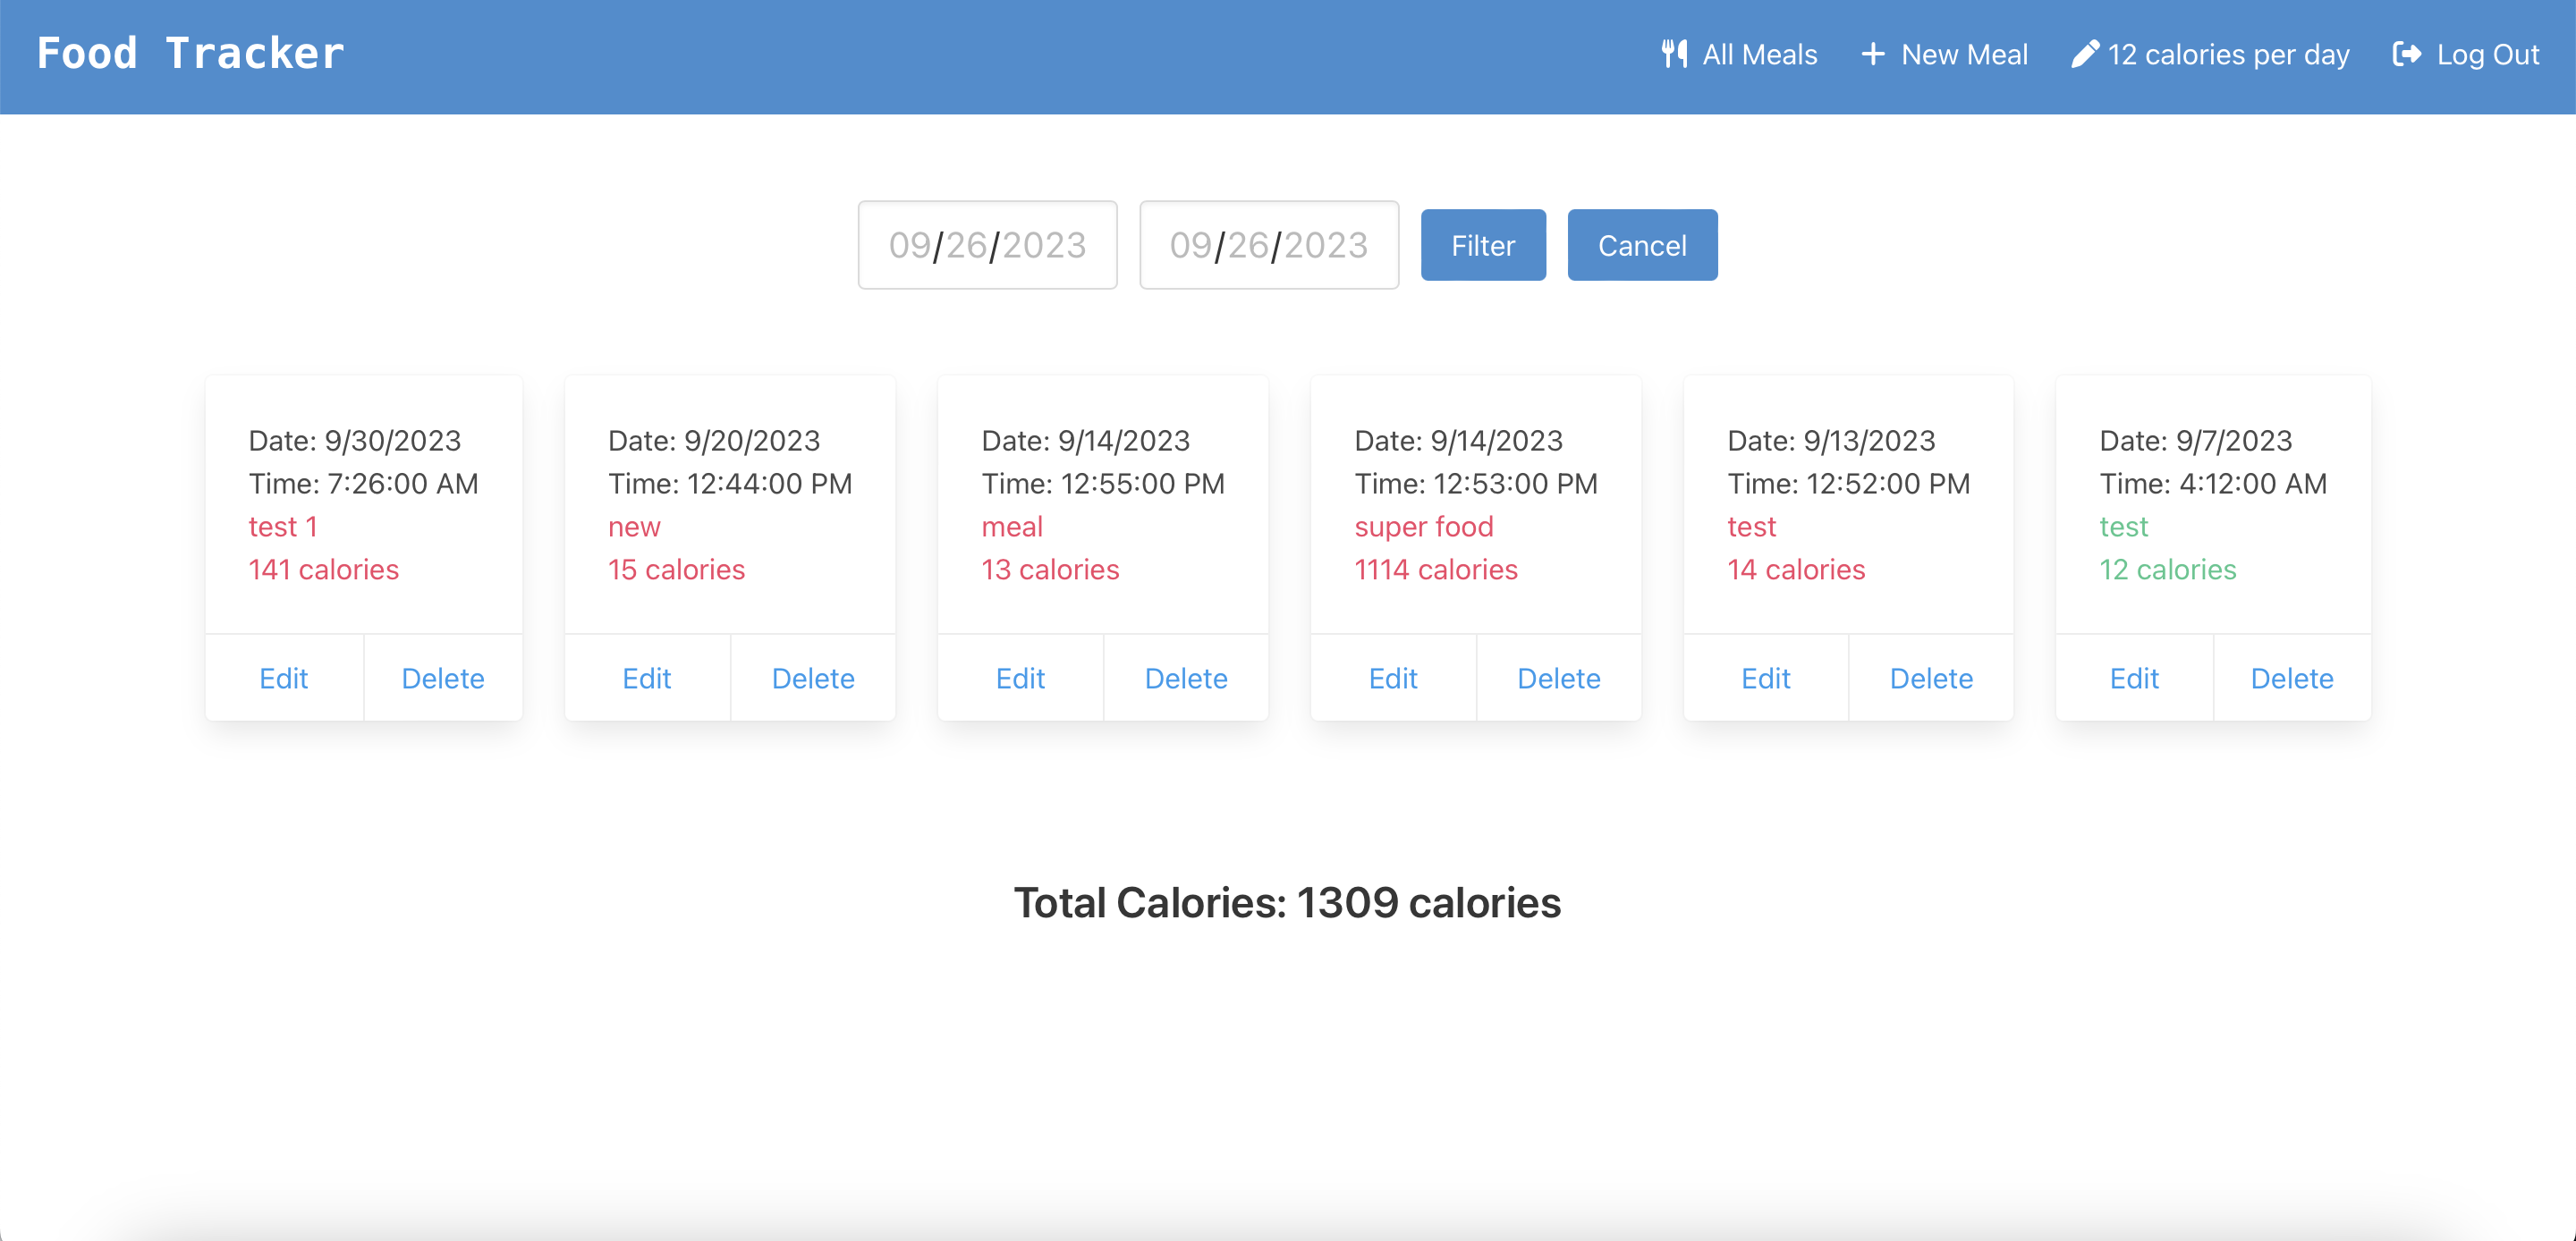 Food Tracker
All Meals
New Meal
12 calories per day
Log Out
09/26/2023
09/26/2023
Filter
Cancel
Date: 9/30/2023
Time: 7:26:00 AM
test 1
141 calories
Edit
Delete
Date: 9/20/2023
Time: 12:44:00 PM
new
15 calories
Edit
Delete
Date: 9/14/2023
Time: 12:55:00 PM
meal
13 calories
Edit
Delete
Date: 9/14/2023
Time: 12:53:00 PM
super food
1114 calories
Edit
Delete
Date: 9/13/2023
Time: 12:52:00 PM
test
14 calories
Edit
Delete
Date: 9/7/2023
Time: 4:12:00 AM
test
12 calories
Edit
Delete
Total Calories: 1309 calories